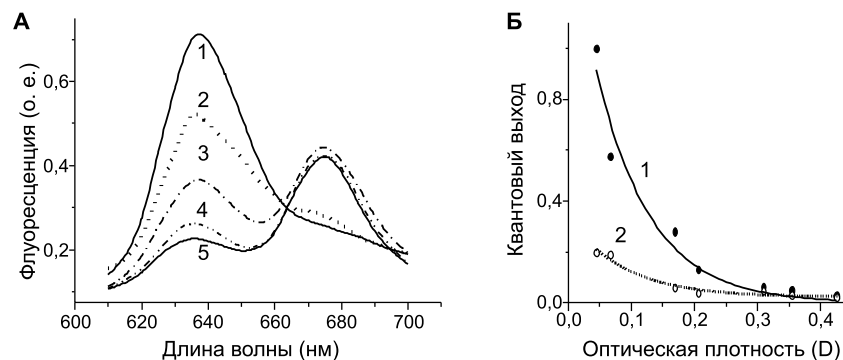 А
Флуоресценция (о. е.)
0,6
0,4
0,2
1
2
3
4
5
600 620 640 660 680 700
Длина волны (нм)
Б
Квантовый выход
0,8
0,4
0,0
1
2
0,0 0,1 0,2 0,3 0,4
Оптическая плотность (D)